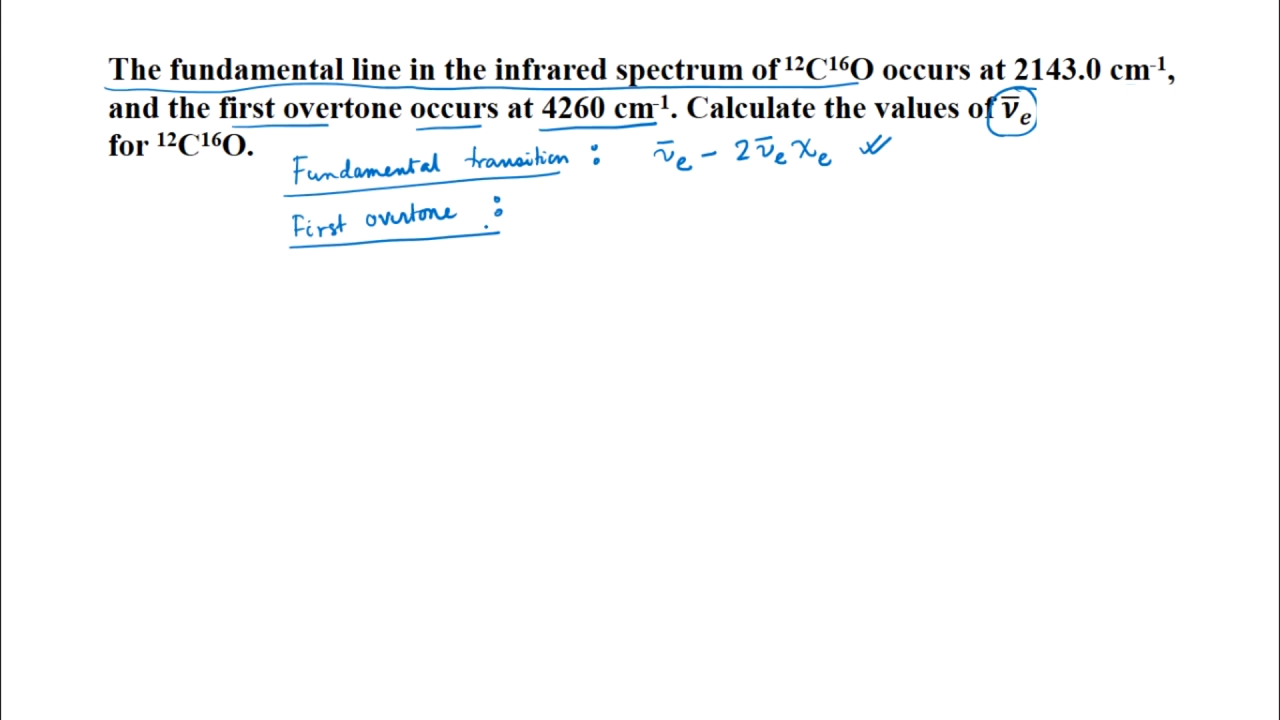 The fundamental line in the infrared spectrum of ¹²C¹⁶O occurs at 2143.0 cm⁻¹,
and the first overtone occurs at 4260 cm⁻¹. Calculate the values of ν̅ₑ
for ¹²C¹⁶O.
Fundamental transition : ν̅ₑ - 2ν̅ₑxₑ
First overtone :